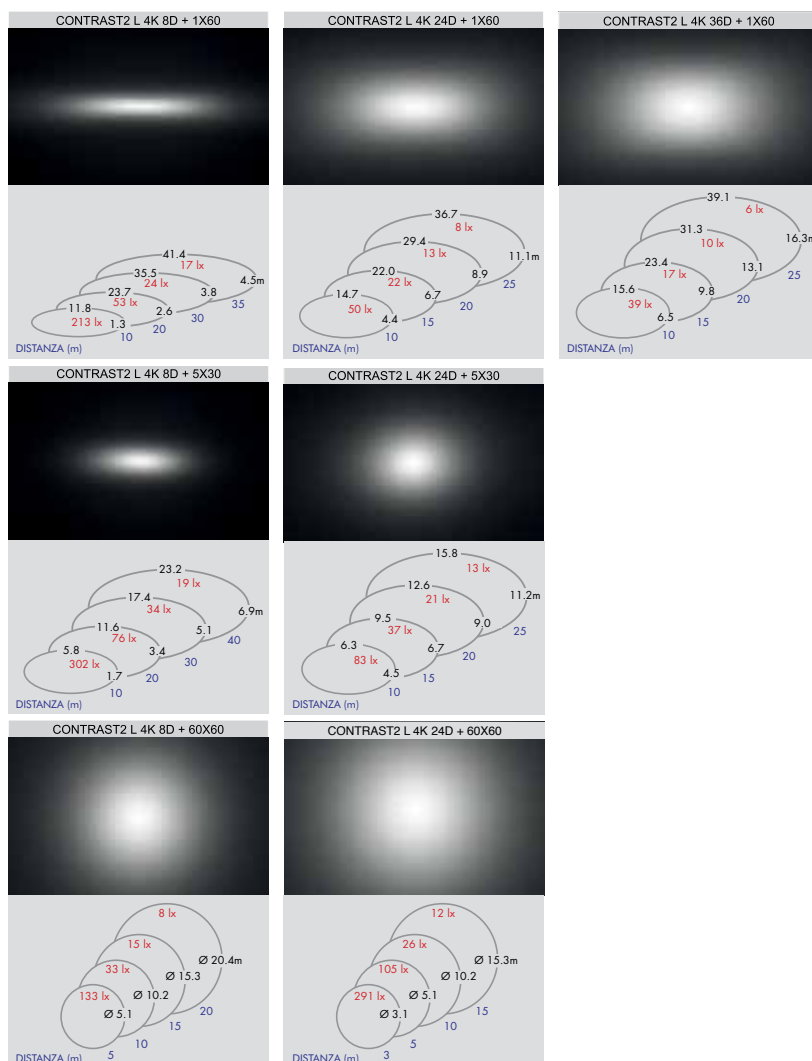 CONTRAST2 L 4K 8D + 1X60
41.4
17 lx
4.5m
35.5
24 lx
3.8
35
23.7
53 lx
2.6
30
11.8
213 lx
1.3
20
10
DISTANZA (m)
CONTRAST2 L 4K 24D + 1X60
36.7
8 lx
11.1m
29.4
13 lx
8.9
25
22.0
22 lx
6.7
20
14.7
50 lx
4.4
15
10
DISTANZA (m)
CONTRAST2 L 4K 36D + 1X60
39.1
6 lx
16.3m
31.3
10 lx
13.1
25
23.4
17 lx
9.8
20
15.6
39 lx
6.5
15
10
DISTANZA (m)
CONTRAST2 L 4K 8D + 5X30
23.2
19 lx
6.9m
17.4
34 lx
5.1
40
11.6
76 lx
3.4
30
5.8
302 lx
1.7
20
10
DISTANZA (m)
CONTRAST2 L 4K 24D + 5X30
15.8
13 lx
11.2m
12.6
21 lx
9.0
25
9.5
37 lx
6.7
20
6.3
83 lx
4.5
15
10
DISTANZA (m)
CONTRAST2 L 4K 8D + 60X60
8 lx
Ø 20.4m
15 lx
Ø 15.3
20
33 lx
Ø 10.2
15
133 lx
Ø 5.1
10
5
DISTANZA (m)
CONTRAST2 L 4K 24D + 60X60
12 lx
Ø 15.3m
26 lx
Ø 10.2
15
105 lx
Ø 5.1
10
291 lx
Ø 3.1
5
3
DISTANZA (m)